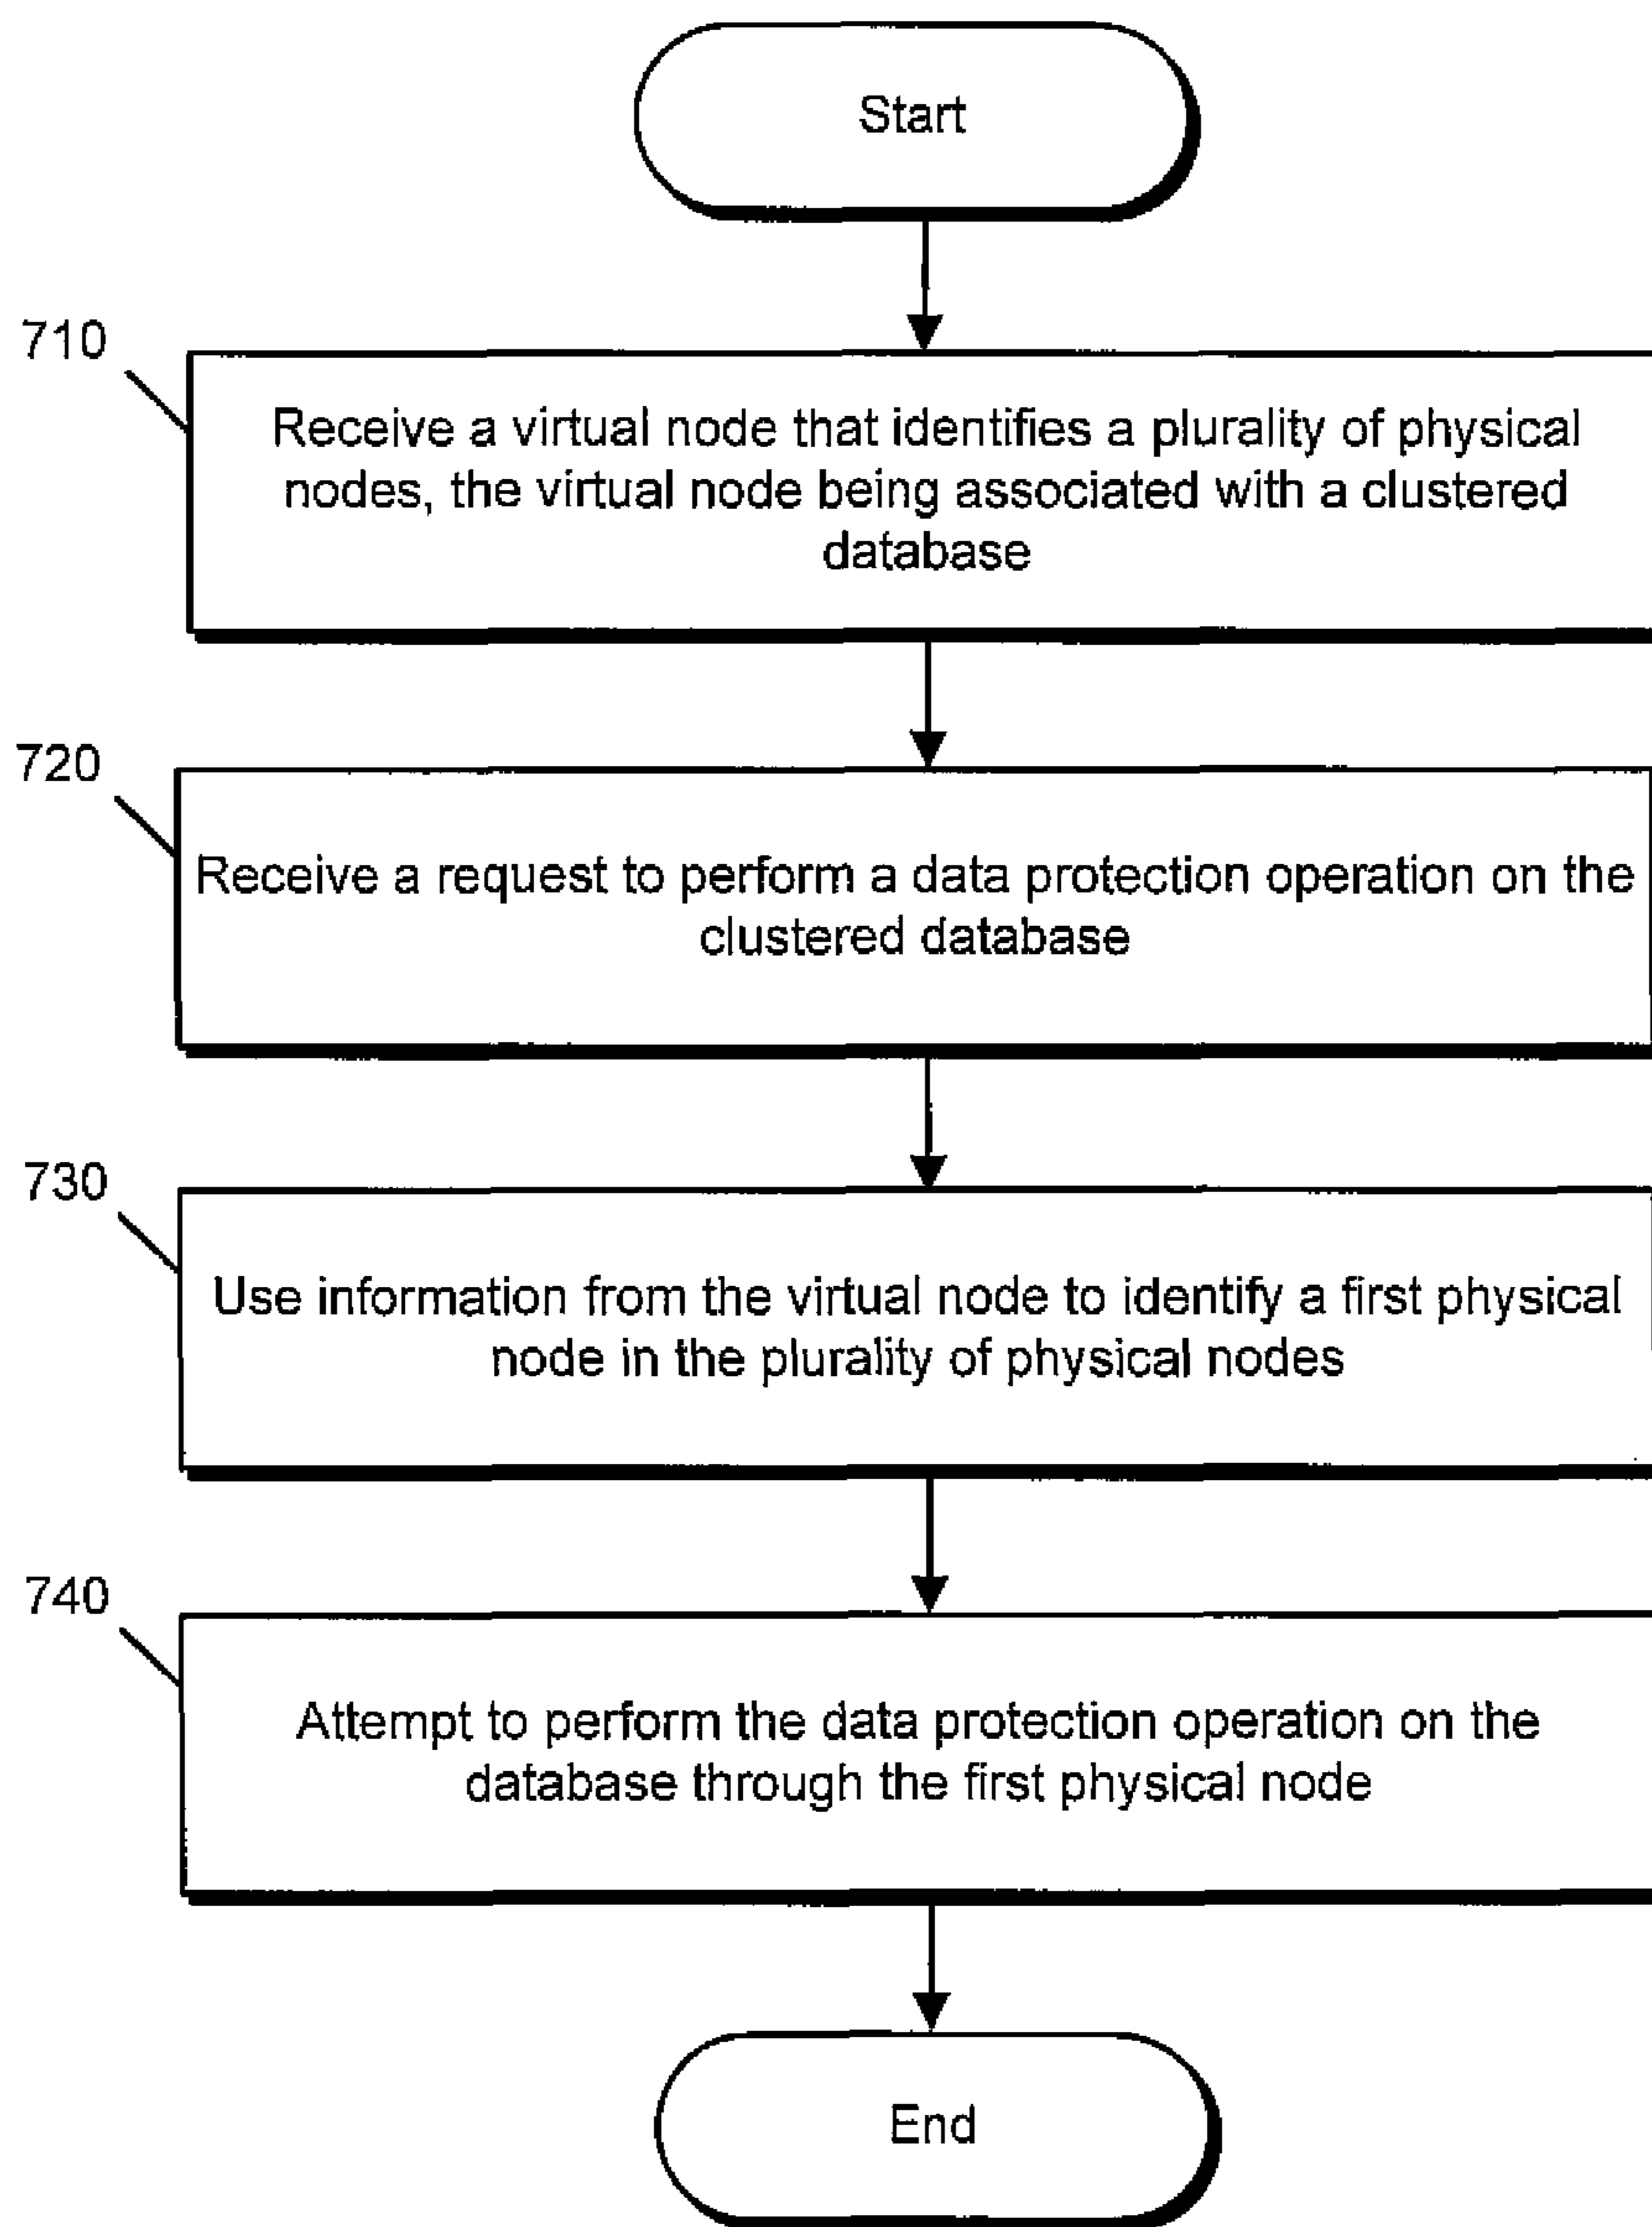 Start
710
Receive a virtual node that identifies a plurality of physical
nodes, the virtual node being associated with a clustered
database
720
Receive a request to perform a data protection operation on the
clustered database
730
Use information from the virtual node to identify a first physical
node in the plurality of physical nodes
740
Attempt to perform the data protection operation on the
database through the first physical node
End